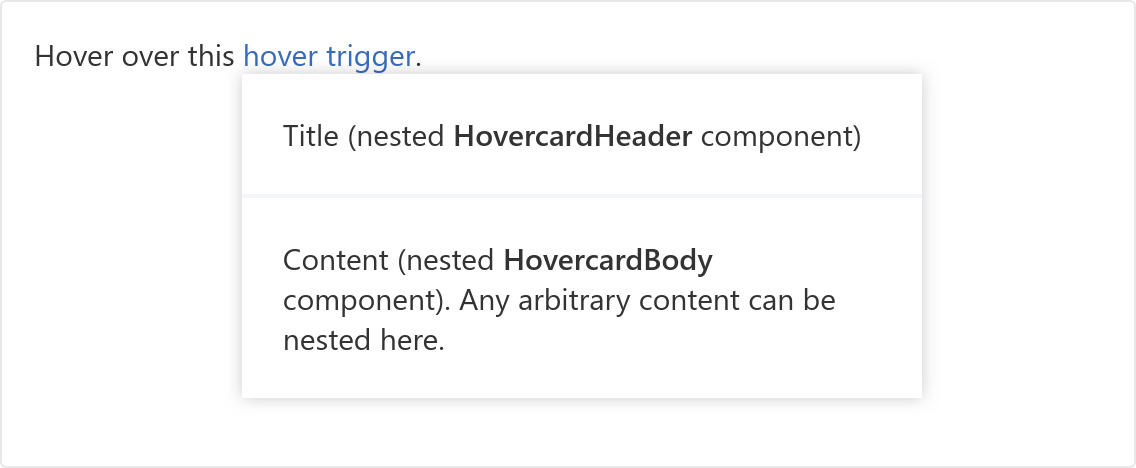 Hover over this hover trigger.
Title (nested HovercardHeader component)
Content (nested HovercardBody
component). Any arbitrary content can be
nested here.